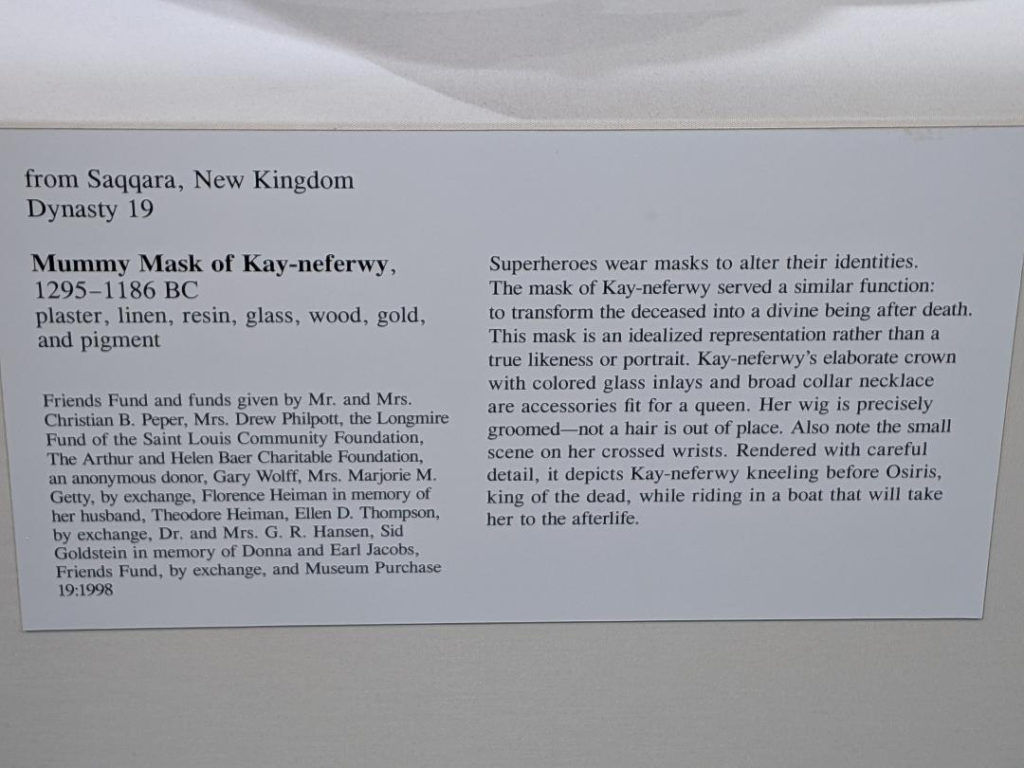 from Saqqara, New Kingdom
Dynasty 19
Mummy Mask of Kay-neferwy,
1295–1186 BC
plaster, linen, resin, glass, wood, gold,
and pigment
Friends Fund and funds given by Mr. and Mrs.
Christian B. Peper, Mrs. Drew Philpott, the Longmire
Fund of the Saint Louis Community Foundation,
The Arthur and Helen Baer Charitable Foundation,
an anonymous donor, Gary Wolff, Mrs. Marjorie M.
Getty, by exchange, Florence Heiman in memory of
her husband, Theodore Heiman, Ellen D. Thompson,
by exchange, Dr. and Mrs. G. R. Hansen, Sid
Goldstein in memory of Donna and Earl Jacobs,
Friends Fund, by exchange, and Museum Purchase
19:1998
Superheroes wear masks to alter their identities.
The mask of Kay-neferwy served a similar function:
to transform the deceased into a divine being after death.
This mask is an idealized representation rather than a
true likeness or portrait. Kay-neferwy's elaborate crown
with colored glass inlays and broad collar necklace
are accessories fit for a queen. Her wig is precisely
groomed—not a hair is out of place. Also note the small
scene on her crossed wrists. Rendered with careful
detail, it depicts Kay-neferwy kneeling before Osiris,
king of the dead, while riding in a boat that will take
her to the afterlife.